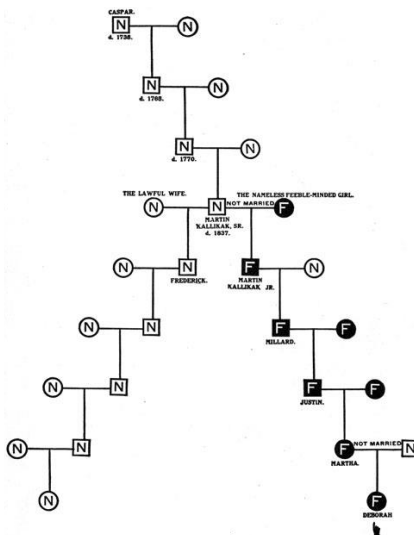 CASPAR.
N N
d. 1735.
N N
d. 1765.
N N
d. 1770.
THE LAWFUL WIFE. THE NAMELESS FEEBLE-MINDED GIRL.
N N NOT MARRIED F
MARTIN
KALLIKAK, SR.
d. 1837.
N N F N
FREDERICK. MARTIN
KALLIKAK JR.
N N F F
MILLARD.
N N F F
JUSTIN.
N N F NOT MARRIED N
MARTHA.
N F
DEBORAH